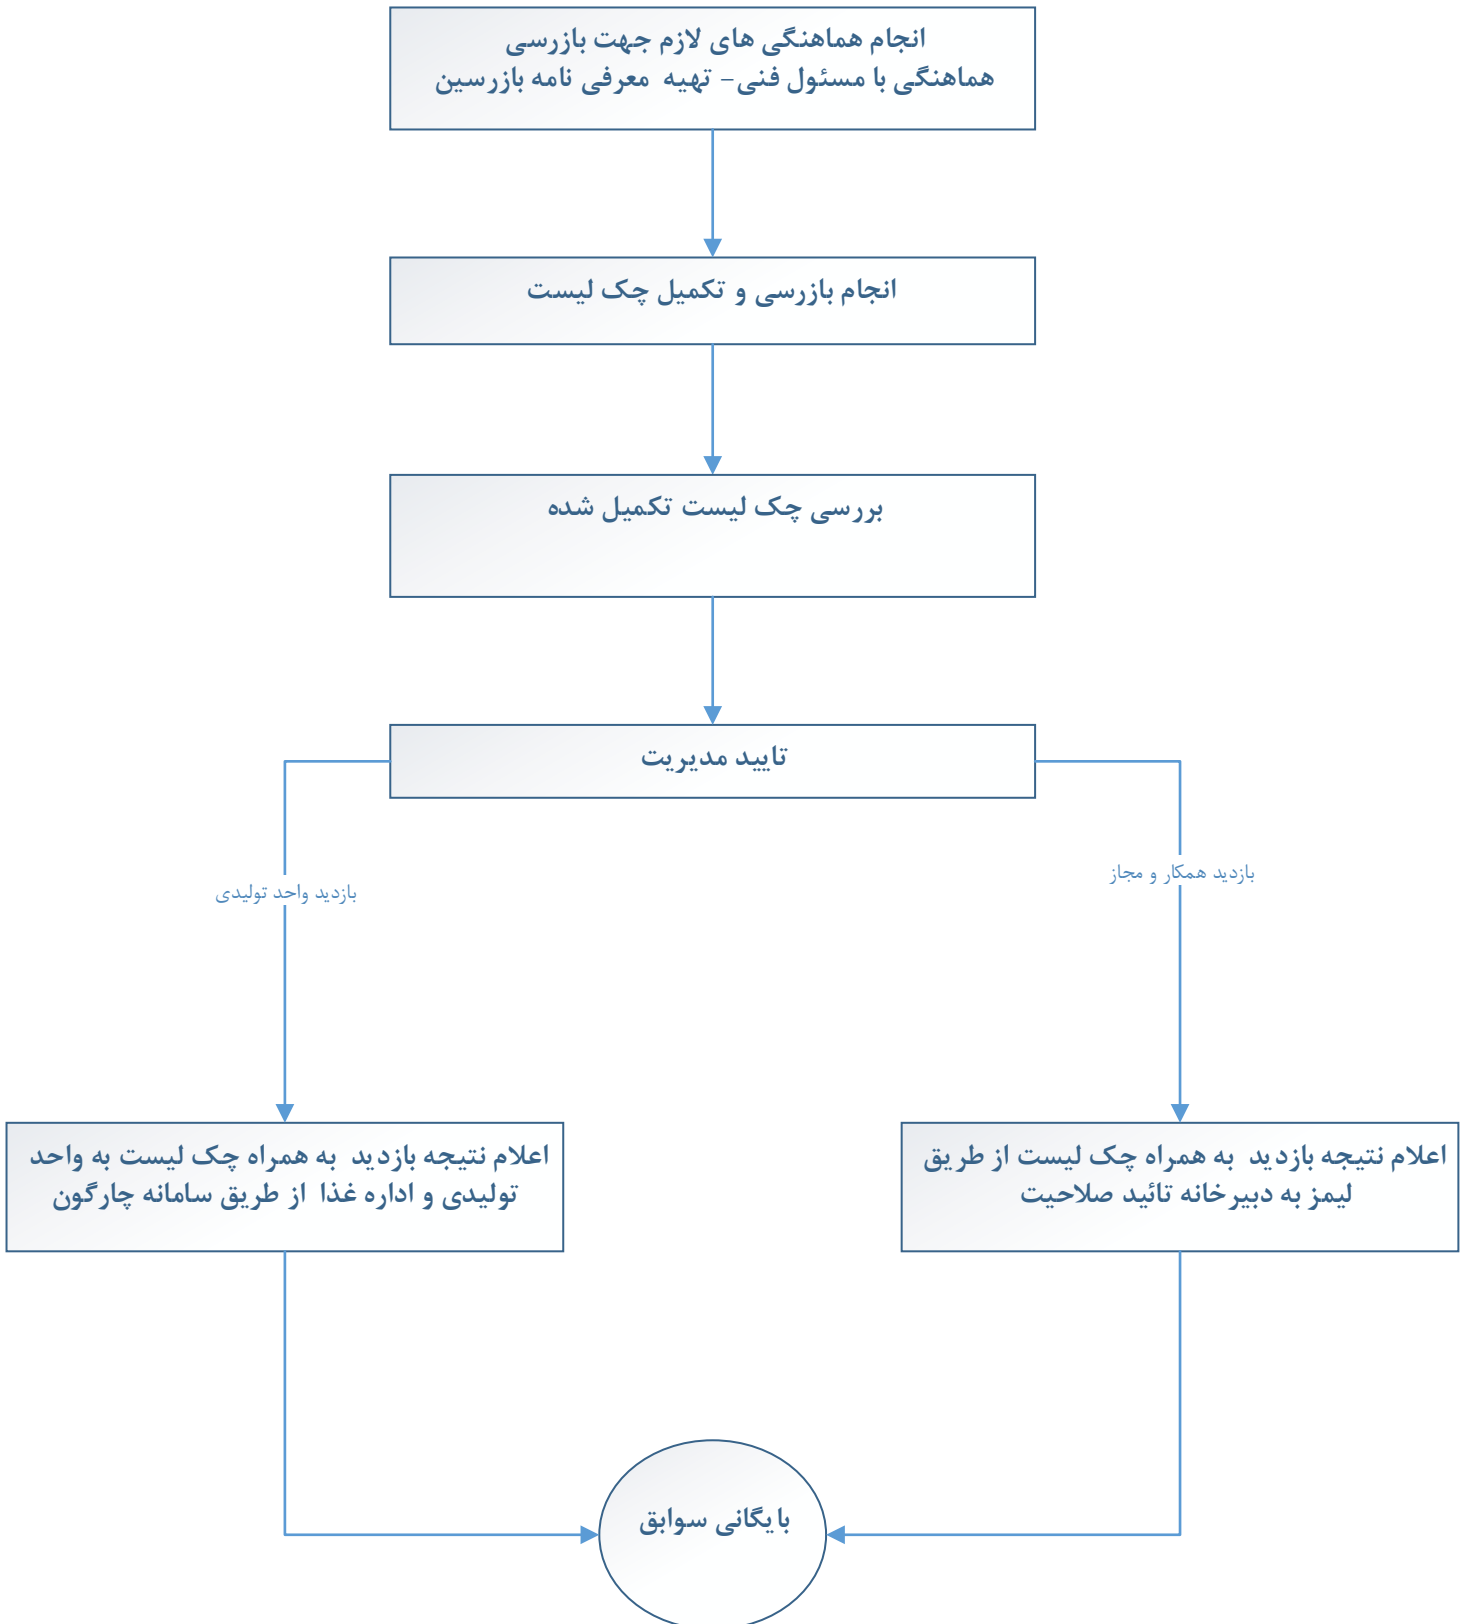 انجام هماهنگی های لازم جهت بازرسی
هماهنگی با مسئول فنی- تهیه معرفی نامه بازرسین
انجام بازرسی و تکمیل چک لیست
بررسی چک لیست تکمیل شده
تایید مدیریت
بازدید همکار و مجاز
بازدید واحد تولیدی
اعلام نتیجه بازدید به همراه چک لیست از طریق
لیمز به دبیرخانه تائید صلاحیت
اعلام نتیجه بازدید به همراه چک لیست به واحد
تولیدی و اداره غذا از طریق سامانه چارگون
بایگانی سوابق